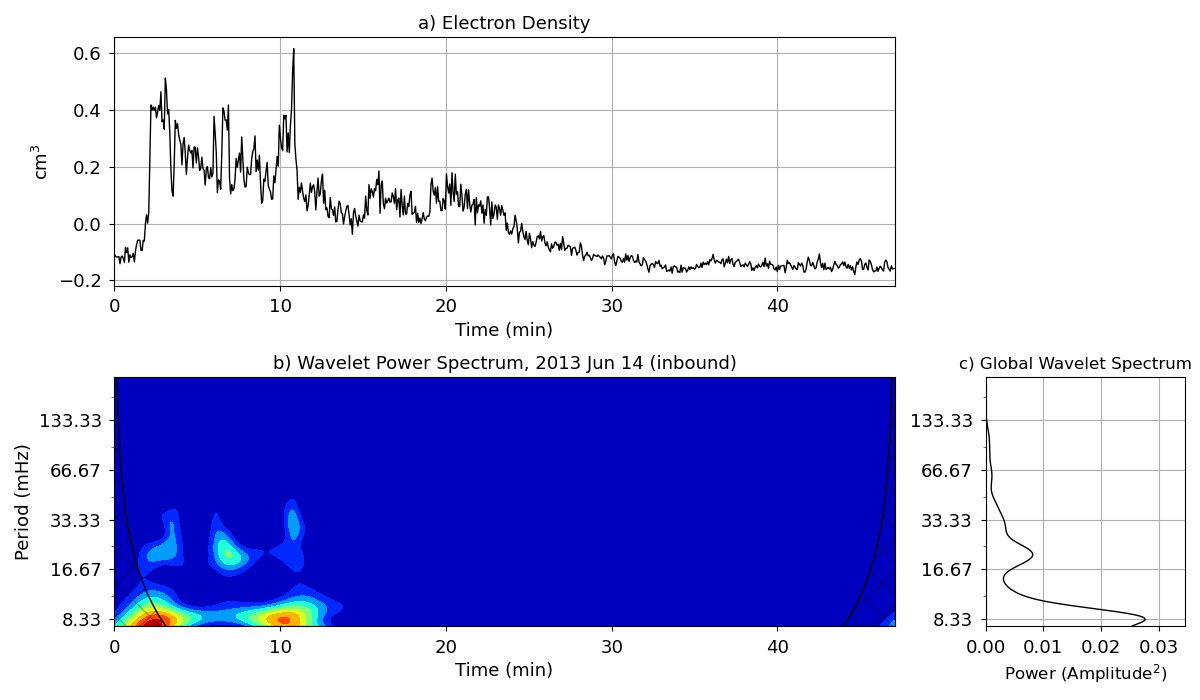 a) Electron Density
cm³
0.6
0.4
0.2
0.0
−0.2
0 10 20 30 40
Time (min)
b) Wavelet Power Spectrum, 2013 Jun 14 (inbound)
Period (mHz)
133.33
66.67
33.33
16.67
8.33
0 10 20 30 40
Time (min)
c) Global Wavelet Spectrum
133.33
66.67
33.33
16.67
8.33
0.00 0.01 0.02 0.03
Power (Amplitude²)